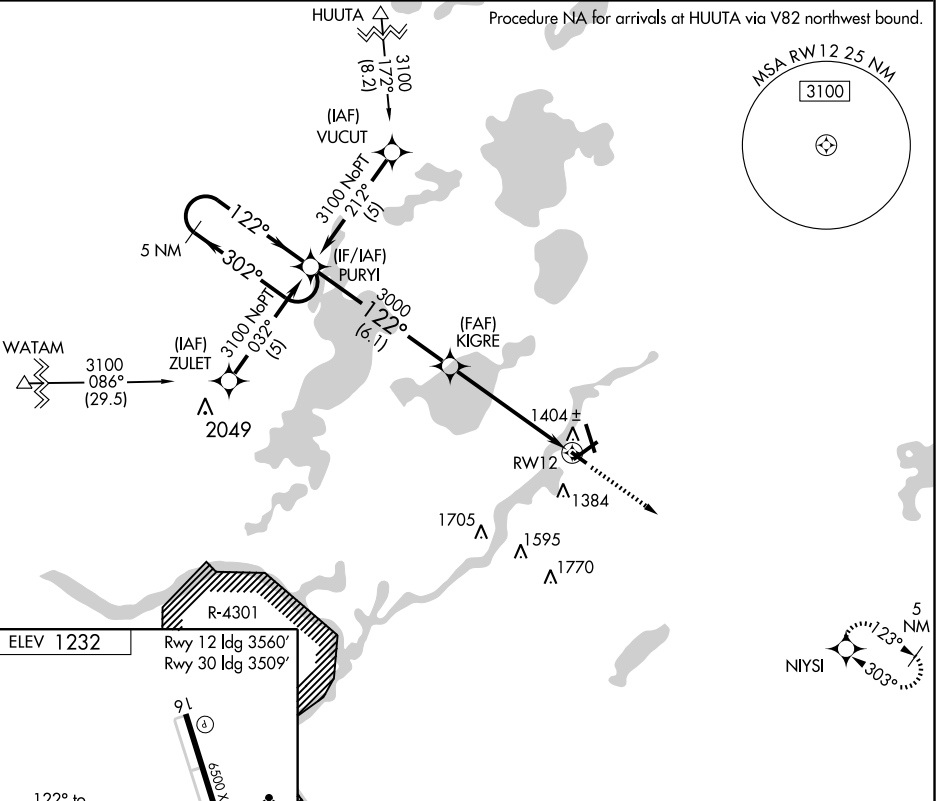 Procedure NA for arrivals at HUUTA via V82 northwest bound.
HUUTA
3100
172°
(8.2)
MSA RW12 25 NM
3100
(IAF)
VUCUT
3100 NoPT
212°
(5)
122°
5 NM
302°
(IF/IAF)
PURYI
3000
122°
(6.1)
(FAF)
KIGRE
WATAM
3100
086°
(29.5)
(IAF)
ZULET
3100 NoPT
032°
(5)
2049
1404 ±
RW12
1384
1705
1595
1770
R-4301
5
NM
123°
303°
NIYSI
ELEV 1232
Rwy 12 ldg 3560'
Rwy 30 ldg 3509'
16
P
6500 X
122° to